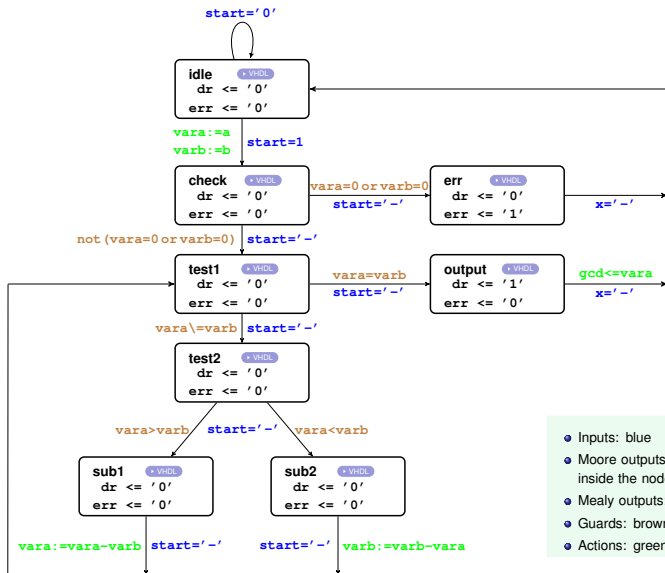 start='0'
idle VHDL
dr <= '0'
err <= '0'
vara:=a
varb:=b
start=1
check VHDL
dr <= '0'
err <= '0'
vara=0 or varb=0
start='-'
err VHDL
dr <= '0'
err <= '1'
x='-'
not(vara=0 or varb=0)
start='-'
test1 VHDL
dr <= '0'
err <= '0'
vara=varb
start='-'
output VHDL
dr <= '1'
err <= '0'
gcd<=vara
x='-'
vara\=varb
start='-'
test2 VHDL
dr <= '0'
err <= '0'
vara>varb
start='-'
vara<varb
sub1 VHDL
dr <= '0'
err <= '0'
sub2 VHDL
dr <= '0'
err <= '0'
vara:=vara-varb
start='-'
start='-'
varb:=varb-vara
Inputs: blue
Moore outputs
inside the node
Mealy outputs
Guards: brown
Actions: green